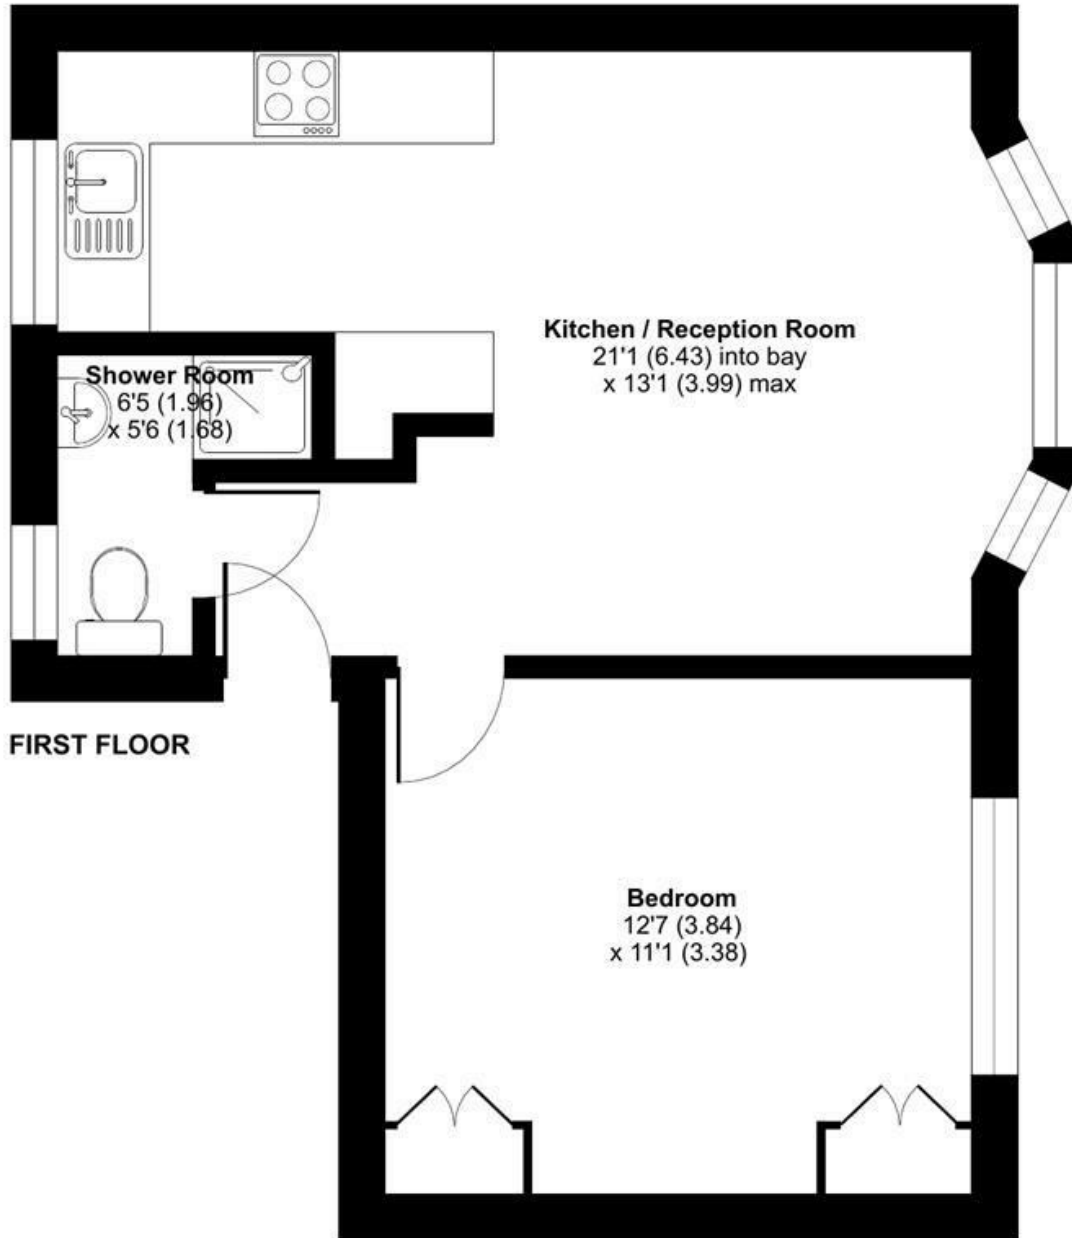 Kitchen / Reception Room
21'1 (6.43) into bay
x 13'1 (3.99) max
Shower Room
6'5 (1.96)
x 5'6 (1.68)
FIRST FLOOR
Bedroom
12'7 (3.84)
x 11'1 (3.38)